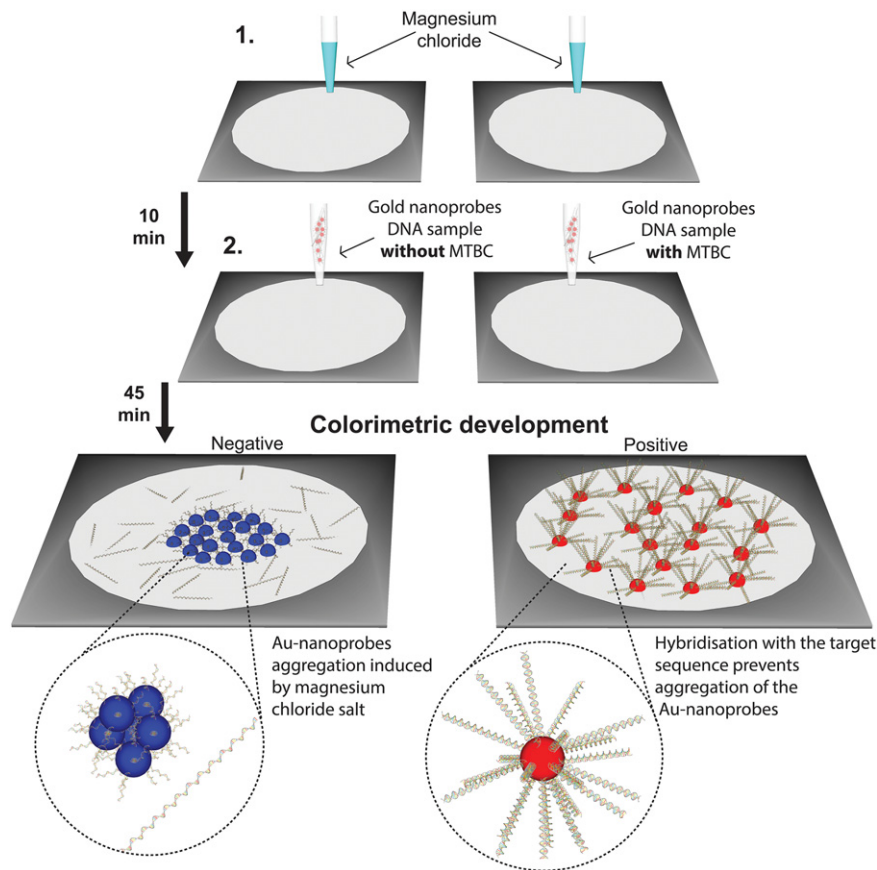 1.
Magnesium
chloride
10
min
2.
Gold nanoprobes
DNA sample
without MTBC
Gold nanoprobes
DNA sample
with MTBC
45
min
Colorimetric development
Negative
Positive
Au-nanoprobes
aggregation induced
by magnesium
chloride salt
Hybridisation with the target
sequence prevents
aggregation of the
Au-nanoprobes